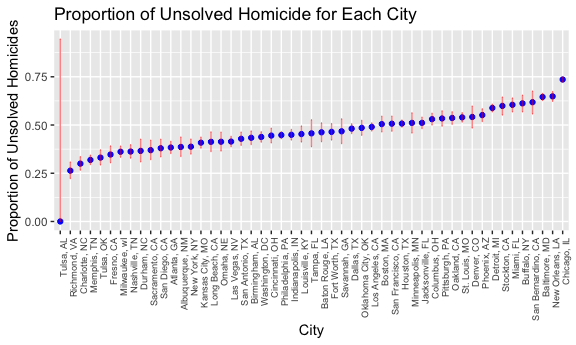 Proportion of Unsolved Homicide for Each City
Proportion of Unsolved Homicides
0.75
0.50
0.25
0.00
Tulsa, AL
Richmond, VA
Charlotte, NC
Memphis, TN
Tulsa, OK
Fresno, CA
Milwaukee, wI
Nashville, TN
Durham, NC
Sacramento, CA
San Diego, CA
Atlanta, GA
Albuquerque, NM
New York, NY
Kansas City, MO
Long Beach, CA
Omaha, NE
Las Vegas, NV
San Antonio, TX
Birmingham, AL
Washington, DC
Cincinnati, OH
Philadelphia, PA
Indianapolis, IN
Louisville, KY
Tampa, FL
Baton Rouge, LA
Fort Worth, TX
Savannah, GA
Dallas, TX
Oklahoma City, OK
Los Angeles, CA
Boston, MA
San Francisco, CA
Houston, TX
Minneapolis, MN
Jacksonville, FL
Columbus, OH
Pittsburgh, PA
Oakland, CA
St. Louis, MO
Denver, CO
Phoenix, AZ
Detroit, MI
Stockton, CA
Miami, FL
Buffalo, NY
San Bernardino, CA
Baltimore, MD
New Orleans, LA
Chicago, IL
City